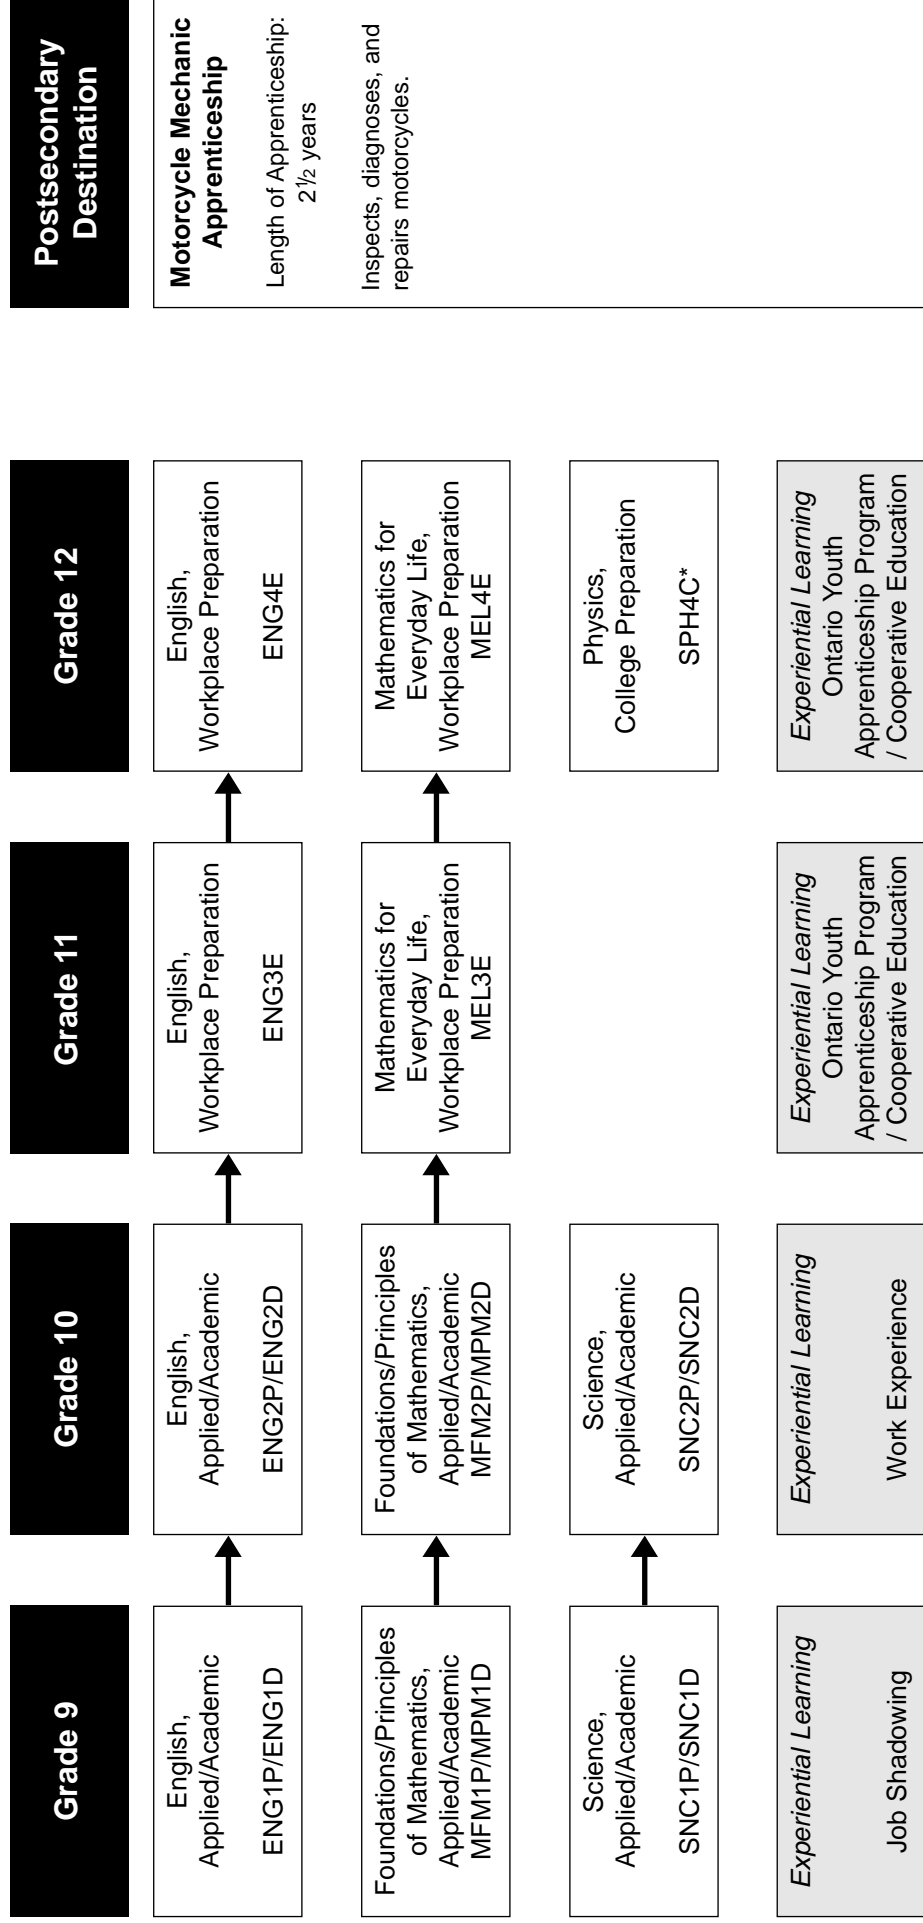 Grade 9
Grade 10
Grade 11
Grade 12
Postsecondary
Destination
English,
Applied/Academic
ENG1P/ENG1D
English,
Applied/Academic
ENG2P/ENG2D
English,
Workplace Preparation
ENG3E
English,
Workplace Preparation
ENG4E
Motorcycle Mechanic
Apprenticeship
Length of Apprenticeship:
2½ years
Inspects, diagnoses, and
repairs motorcycles.
Foundations/Principles
of Mathematics,
Applied/Academic
MFM1P/MPM1D
Foundations/Principles
of Mathematics,
Applied/Academic
MFM2P/MPM2D
Mathematics for
Everyday Life,
Workplace Preparation
MEL3E
Mathematics for
Everyday Life,
Workplace Preparation
MEL4E
Science,
Applied/Academic
SNC1P/SNC1D
Science,
Applied/Academic
SNC2P/SNC2D
Physics,
College Preparation
SPH4C*
Experiential Learning
Job Shadowing
Experiential Learning
Work Experience
Experiential Learning
Ontario Youth
Apprenticeship Program
/ Cooperative Education
Experiential Learning
Ontario Youth
Apprenticeship Program
/ Cooperative Education